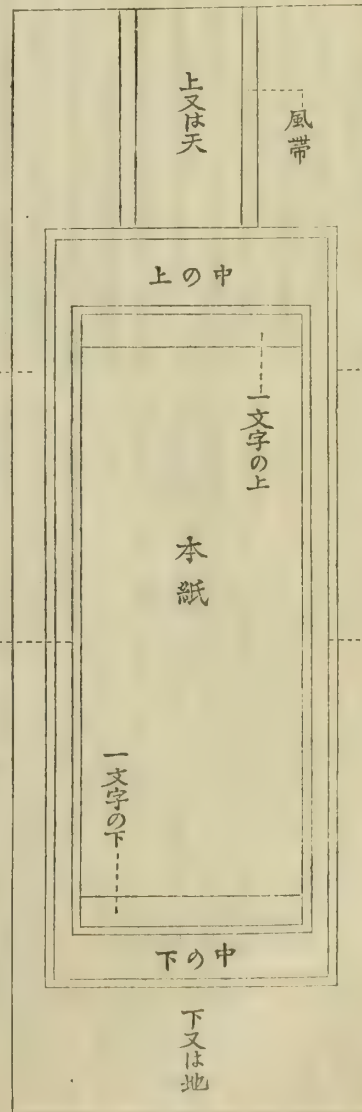 風帯
上又は天
中の上
一文字の上
本紙
一文字の下
中の下
下又は地